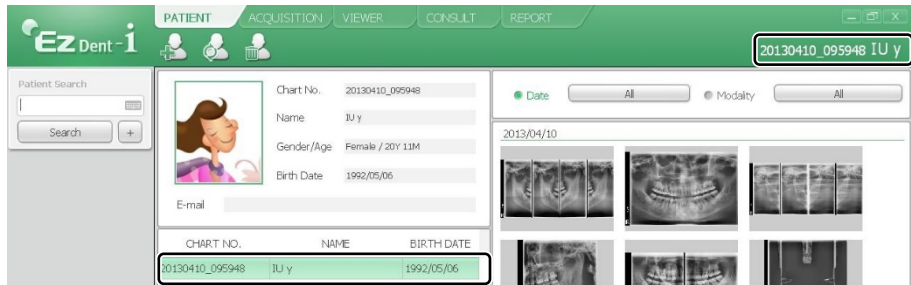 PATIENT ACQUISITION VIEWER CONSULT REPORT
Ez Dent-i
20130410_095948 IU y
Patient Search
Search +
Chart No. 20130410_095948
Name IU y
Gender/Age Female / 20Y 11M
Birth Date 1992/05/06
E-mail
CHART NO. NAME BIRTH DATE
20130410_095948 IU y 1992/05/06
Date All Modality All
2013/04/10